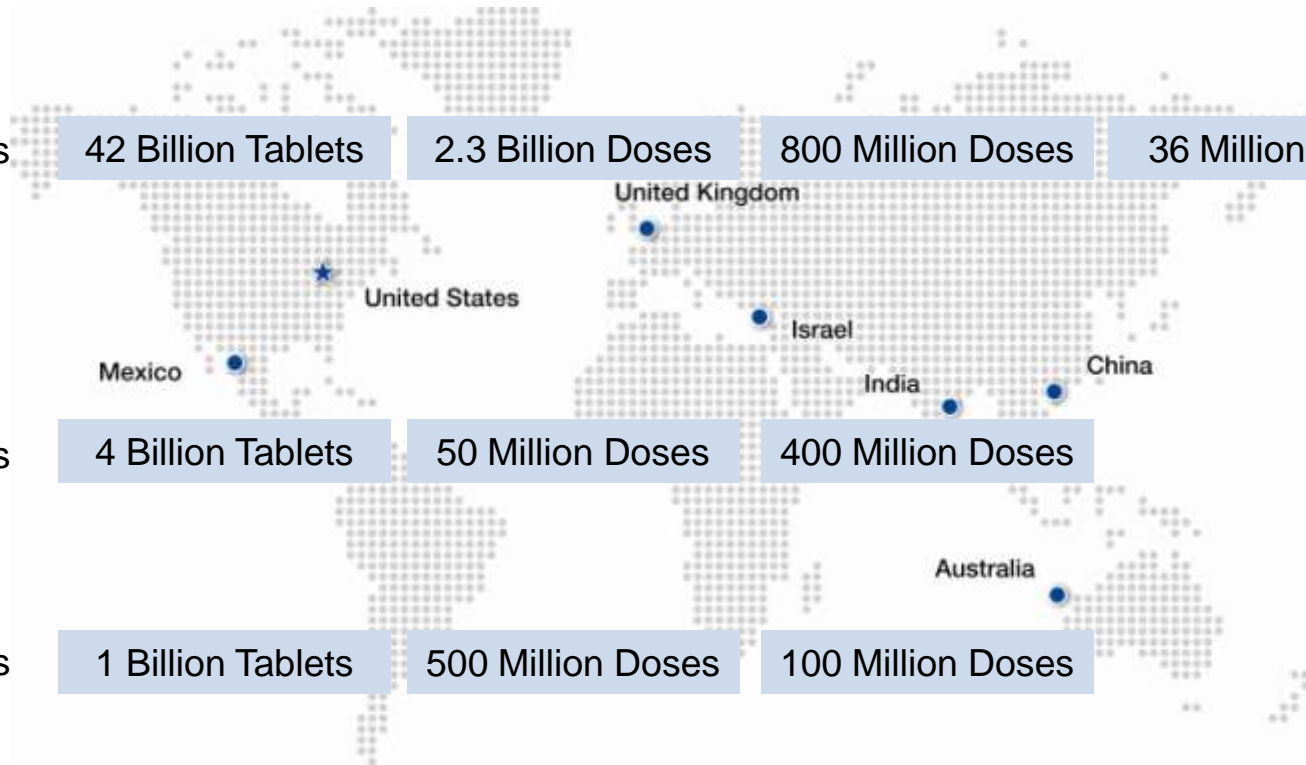 s 42 Billion Tablets 2.3 Billion Doses 800 Million Doses 36 Million
United Kingdom
United States
Israel
Mexico
China
India
s 4 Billion Tablets 50 Million Doses 400 Million Doses
Australia
s 1 Billion Tablets 500 Million Doses 100 Million Doses